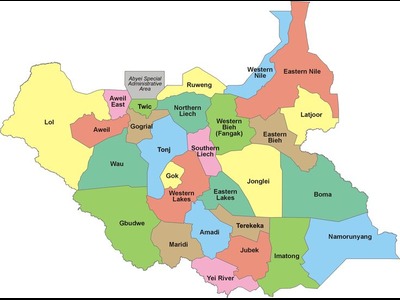 Western
Nile
Eastern Nile
Abyei Special
Administrative
Area
Ruweng
Aweil
East
Twic
Northern
Liech
Latjoor
Lol
Aweil
Gogrial
Western
Bieh
(Fangak)
Eastern
Bieh
Tonj
Southern
Liech
Wau
Gok
Jonglei
Boma
Western
Lakes
Eastern
Lakes
Gbudwe
Amadi
Terekeka
Namorunyang
Maridi
Jubek
Imatong
Yei River